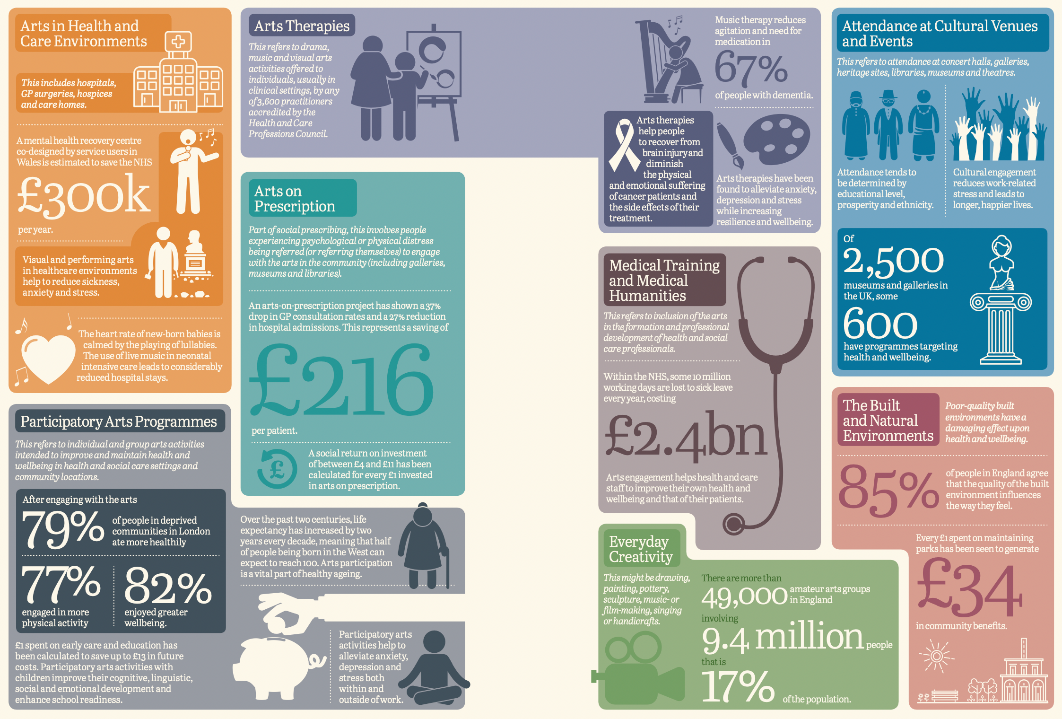 Arts in Health and
Care Environments
This includes hospitals,
GP surgeries, hospices
and care homes.
A mental health recovery centre
co-designed by service users in
Wales is estimated to save the NHS
£300k
per year.
Visual and performing arts
in healthcare environments
help to reduce sickness,
anxiety and stress.
The heart rate of new-born babies is
calmed by the playing of lullabies.
The use of live music in neonatal
intensive care leads to considerably
reduced hospital stays.
Participatory Arts Programmes
This refers to individual and group arts activities
intended to improve and maintain health and
wellbeing in health and social care settings and
community locations.
After engaging with the arts
79%
of people in deprived
communities in London
ate more healthily
77%
engaged in more
physical activity
82%
enjoyed greater
wellbeing.
£1 spent on early care and education has
been calculated to save up to £13 in future
costs. Participatory arts activities with
children improve their cognitive, linguistic,
social and emotional development and
enhance school readiness.
Over the past two centuries, life
expectancy has increased by two
years every decade, meaning that half
of people being born in the West can
expect to reach 100. Arts participation
is a vital part of healthy ageing.
Participatory arts
activities help to
alleviate anxiety,
depression and
stress both
within and
outside of work.
Arts Therapies
This refers to drama,
music and visual arts
activities offered to
individuals, usually in
clinical settings, by any
of 3,600 practitioners
accredited by the
Health and Care
Professions Council.
Music therapy reduces
agitation and need for
medication in
67%
of people with dementia.
Arts therapies
help people
to recover from
brain injury and
diminish
the physical
and emotional suffering
of cancer patients and
the side effects of their
treatment.
Arts therapies have been
found to alleviate anxiety,
depression and stress
while increasing
resilience and wellbeing.
Arts on
Prescription
Part of social prescribing, this involves people
experiencing psychological or physical distress
being referred (or referring themselves) to engage
with the arts in the community (including galleries,
museums and libraries).
An arts-on-prescription project has shown a 37%
drop in GP consultation rates and a 27% reduction
in hospital admissions. This represents a saving of
£216
per patient.
£
A social return on investment
of between £4 and £11 has been
calculated for every £1 invested
in arts on prescription.
Medical Training
and Medical
Humanities
This refers to inclusion of the arts
in the formation and professional
development of health and social
care professionals.
Within the NHS, some 10 million
working days are lost to sick leave
every year, costing
£2.4bn
Arts engagement helps health and care
staff to improve their own health and
wellbeing and that of their patients.
Everyday
Creativity
This might be drawing,
painting, pottery,
sculpture, music- or
film-making, singing
or handicrafts.
There are more than
49,000 amateur arts groups
in England
involving
9.4 million people
that is
17% of the population.
Attendance at Cultural Venues
and Events
This refers to attendance at concert halls, galleries,
heritage sites, libraries, museums and theatres.
Attendance tends to
be determined by
educational level,
prosperity and ethnicity.
Cultural engagement
reduces work-related
stress and leads to
longer, happier lives.
Of
2,500
museums and galleries in
the UK, some
600
have programmes targeting
health and wellbeing.
The Built
and Natural
Environments
Poor-quality built
environments have a
damaging effect upon
health and wellbeing.
85%
of people in England agree
that the quality of the built
environment influences
the way they feel.
Every £1 spent on maintaining
parks has been seen to generate
£34
in community benefits.